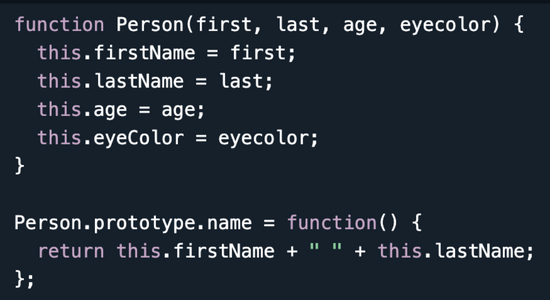 function Person(first, last, age, eyecolor) {
  this.firstName = first;
  this.lastName = last;
  this.age = age;
  this.eyeColor = eyecolor;
}

Person.prototype.name = function() {
  return this.firstName + " " + this.lastName;
};